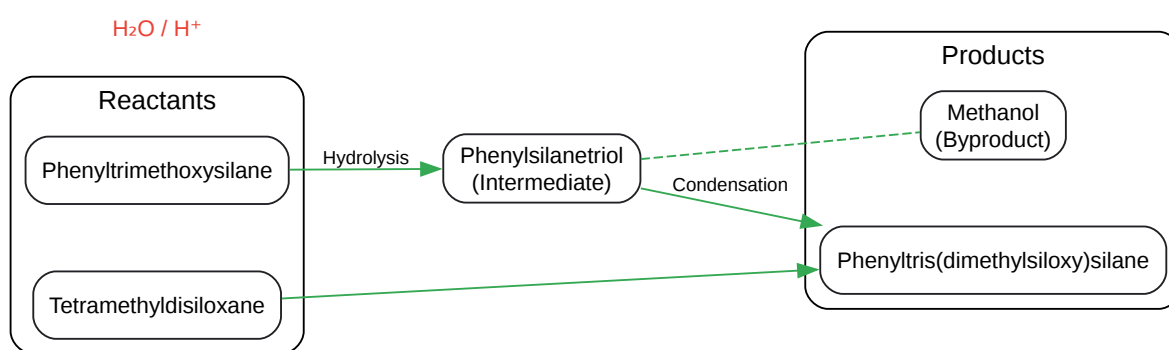 H₂O / H⁺
Reactants
Phenyltrimethoxysilane
Tetramethyldisiloxane
Hydrolysis
Phenylsilanetriol
(Intermediate)
Condensation
Products
Methanol
(Byproduct)
Phenyltris(dimethylsiloxy)silane